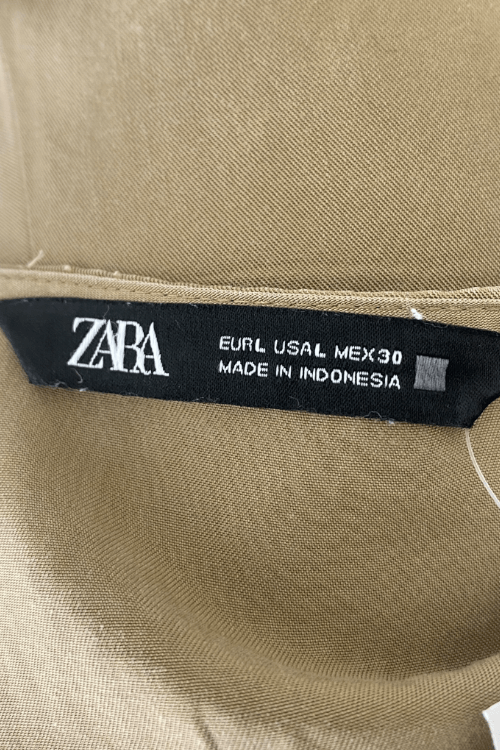 ZARA
EUR L USA L MEX 30
MADE IN INDONESIA